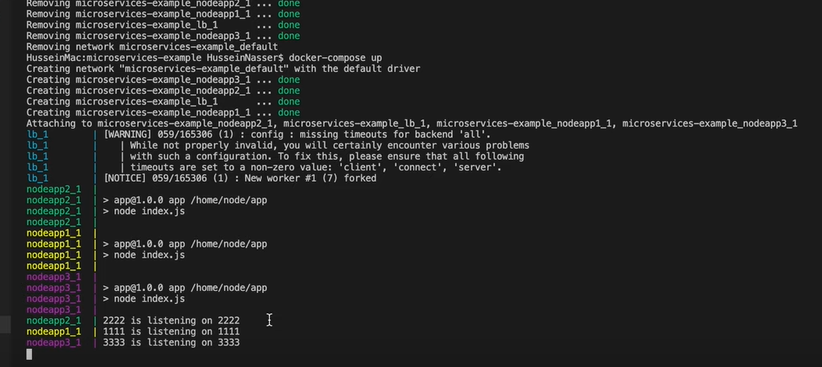 Removing microservices-example_nodeapp2_1 ... done
Removing microservices-example_nodeapp1_1 ... done
Removing microservices-example_lb_1 ... done
Removing microservices-example_nodeapp3_1 ... done
Removing network microservices-example_default
HusseinMac:microservices-example HusseinNasser$ docker-compose up
Creating network "microservices-example_default" with the default driver
Creating microservices-example_nodeapp3_1 ... done
Creating microservices-example_nodeapp2_1 ... done
Creating microservices-example_lb_1 ... done
Creating microservices-example_nodeapp1_1 ... done
Attaching to microservices-example_nodeapp2_1, microservices-example_lb_1, microservices-example_nodeapp1_1, microservices-example_nodeapp3_1
lb_1 | [WARNING] 059/165306 (1) : config : missing timeouts for backend 'all'.
lb_1 | | While not properly invalid, you will certainly encounter various problems
lb_1 | | with such a configuration. To fix this, please ensure that all following
lb_1 | | timeouts are set to a non-zero value: 'client', 'connect', 'server'.
lb_1 | [NOTICE] 059/165306 (1) : New worker #1 (7) forked
nodeapp2_1 |
nodeapp2_1 | > app@1.0.0 app /home/node/app
nodeapp2_1 | > node index.js
nodeapp2_1 |
nodeapp1_1 |
nodeapp1_1 | > app@1.0.0 app /home/node/app
nodeapp1_1 | > node index.js
nodeapp1_1 |
nodeapp3_1 |
nodeapp3_1 | > app@1.0.0 app /home/node/app
nodeapp3_1 | > node index.js
nodeapp3_1 |
nodeapp2_1 | 2222 is listening on 2222
nodeapp1_1 | 1111 is listening on 1111
nodeapp3_1 | 3333 is listening on 3333